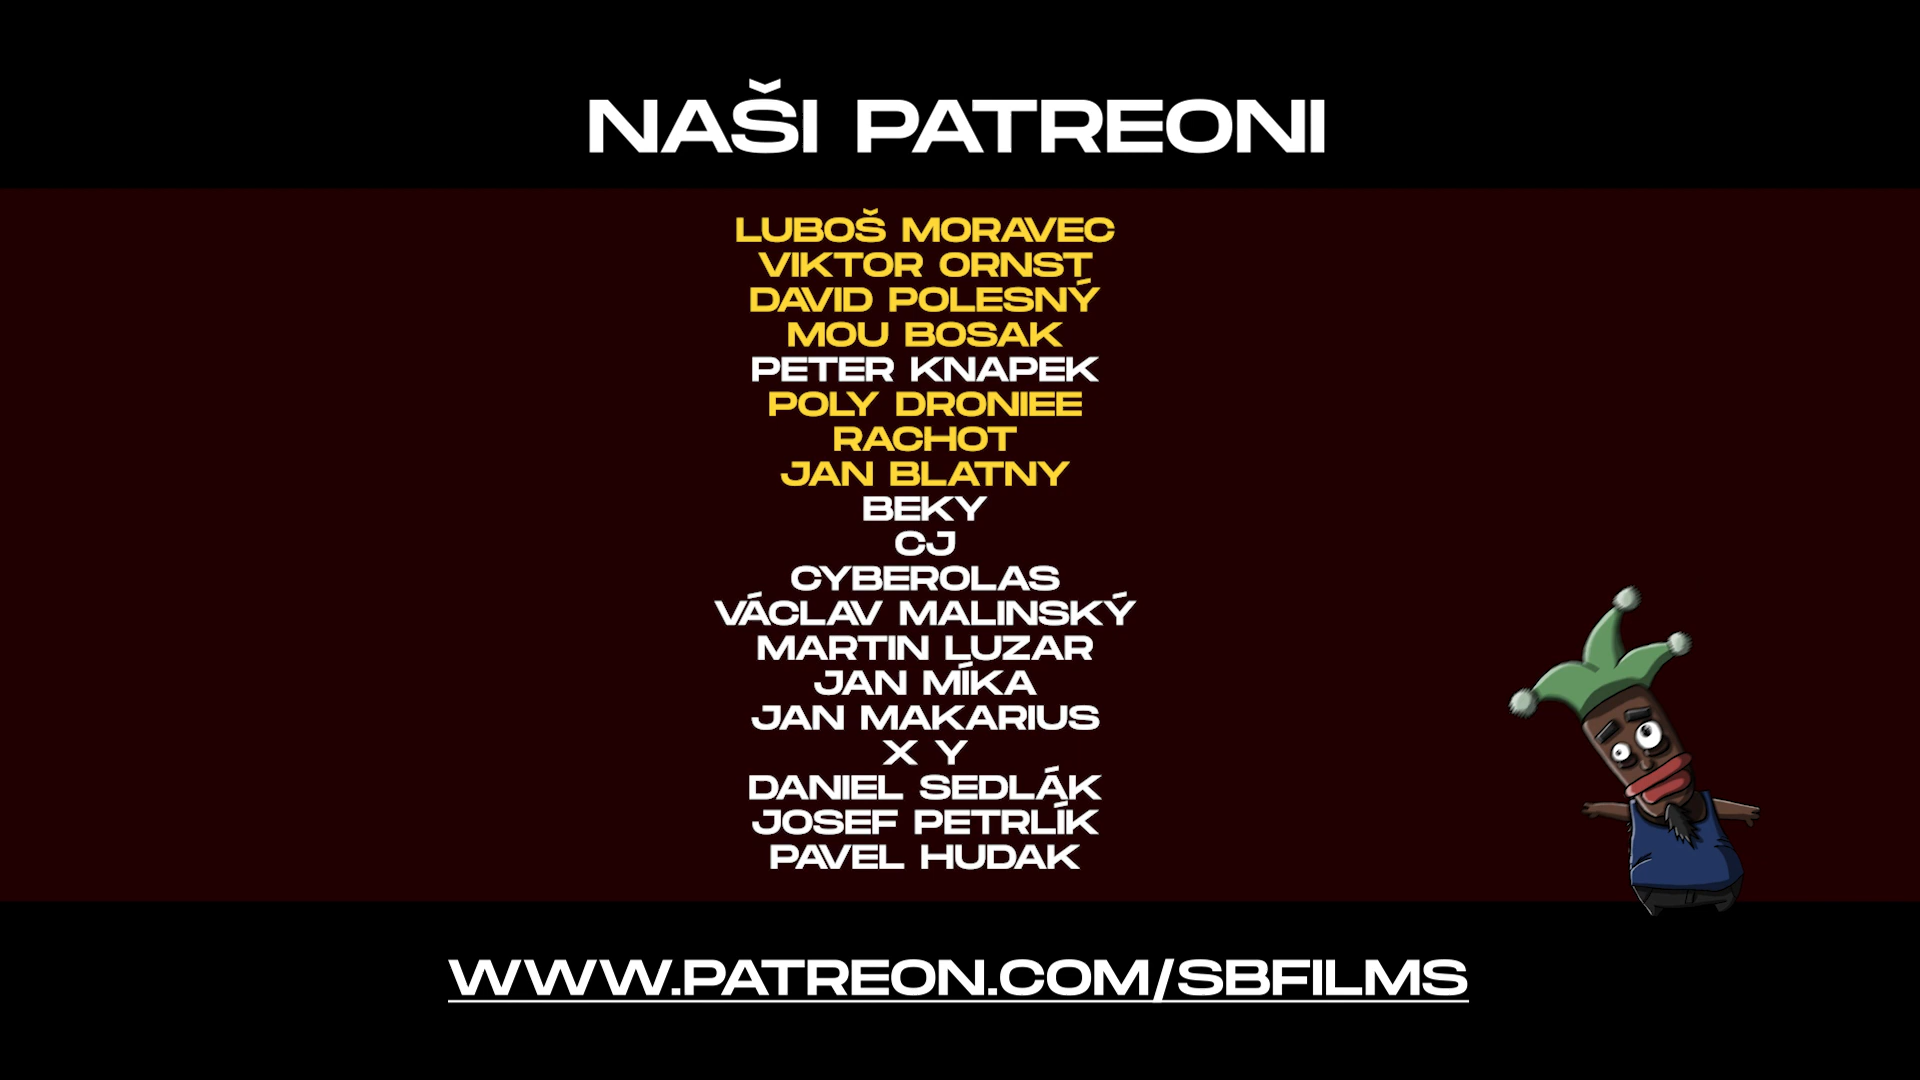 NAŠI PATREONI
LUBOŠ MORAVEC
VIKTOR ORNST
DAVID POLESNÝ
MOU BOSAK
PETER KNAPEK
POLY DRONIEE
RACHOT
JAN BLATNY
BEKY
CJ
CYBEROLAS
VÁCLAV MALINSKÝ
MARTIN LUZAR
JAN MÍKA
JAN MAKARIUS
X Y
DANIEL SEDLÁK
JOSEF PETRLÍK
PAVEL HUDAK
WWW.PATREON.COM/SBFILMS